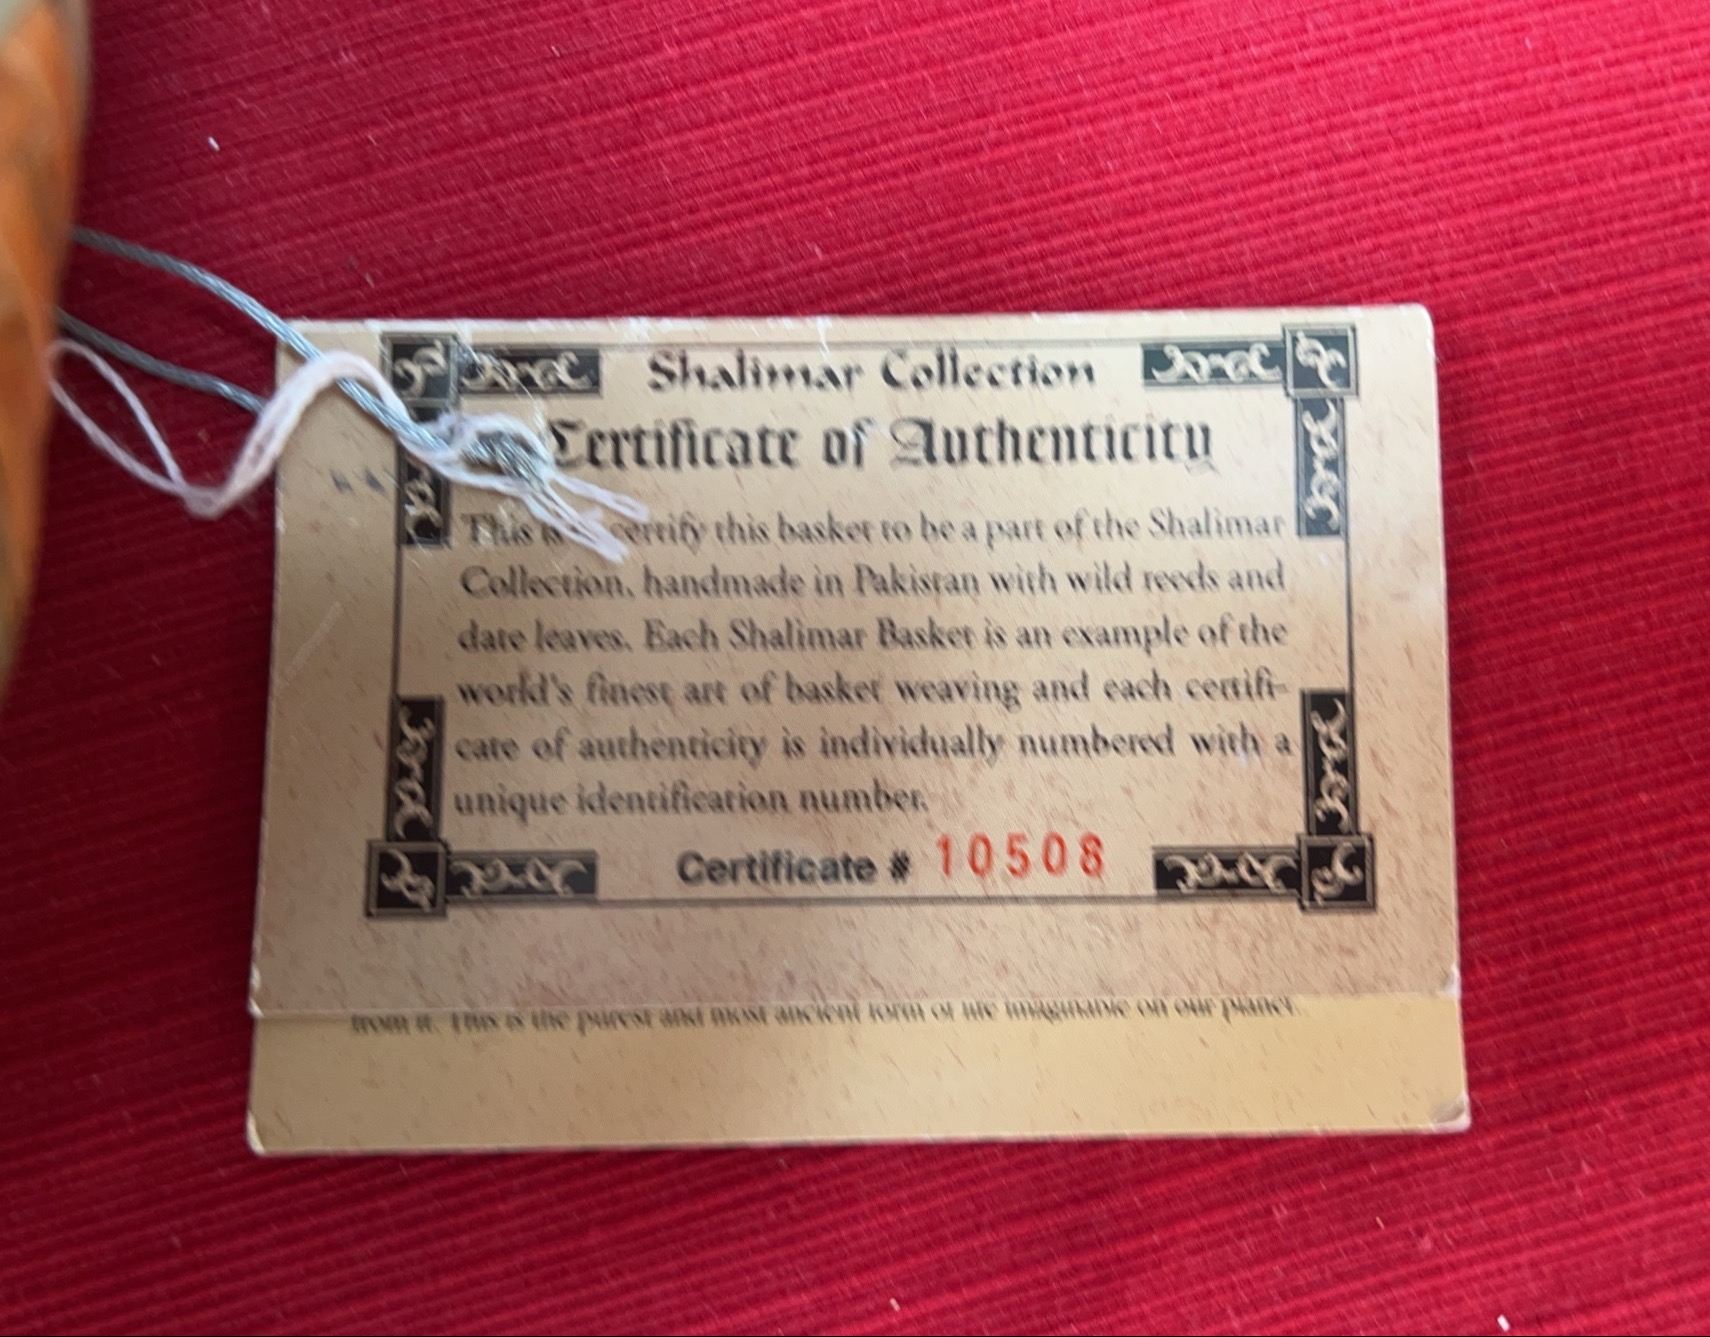 Shalimar Collection
Certificate of Authenticity
This is certify this basket to be a part of the Shalimar
Collection, handmade in Pakistan with wild reeds and
date leaves. Each Shalimar Basket is an example of the
world's finest art of basket weaving and each certifi-
cate of authenticity is individually numbered with a
unique identification number.
Certificate # 10508
from it. This is the purest and most ancient form of life imaginable on our planet.